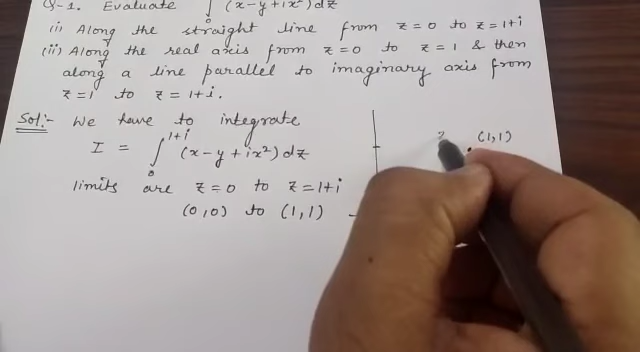 Q-1. Evaluate ∫ (x-y+ix²)dz
0
(i) Along the straight line from z=0 to z=1+i
(ii) Along the real axis from z=0 to z=1 & then
along a line parallel to imaginary axis from
z=1 to z=1+i.
Sol:- We have to integrate
I = ∫₀¹⁺ⁱ (x-y+ix²)dz
limits are z=0 to z=1+i
(0,0) to (1,1)
(1,1)